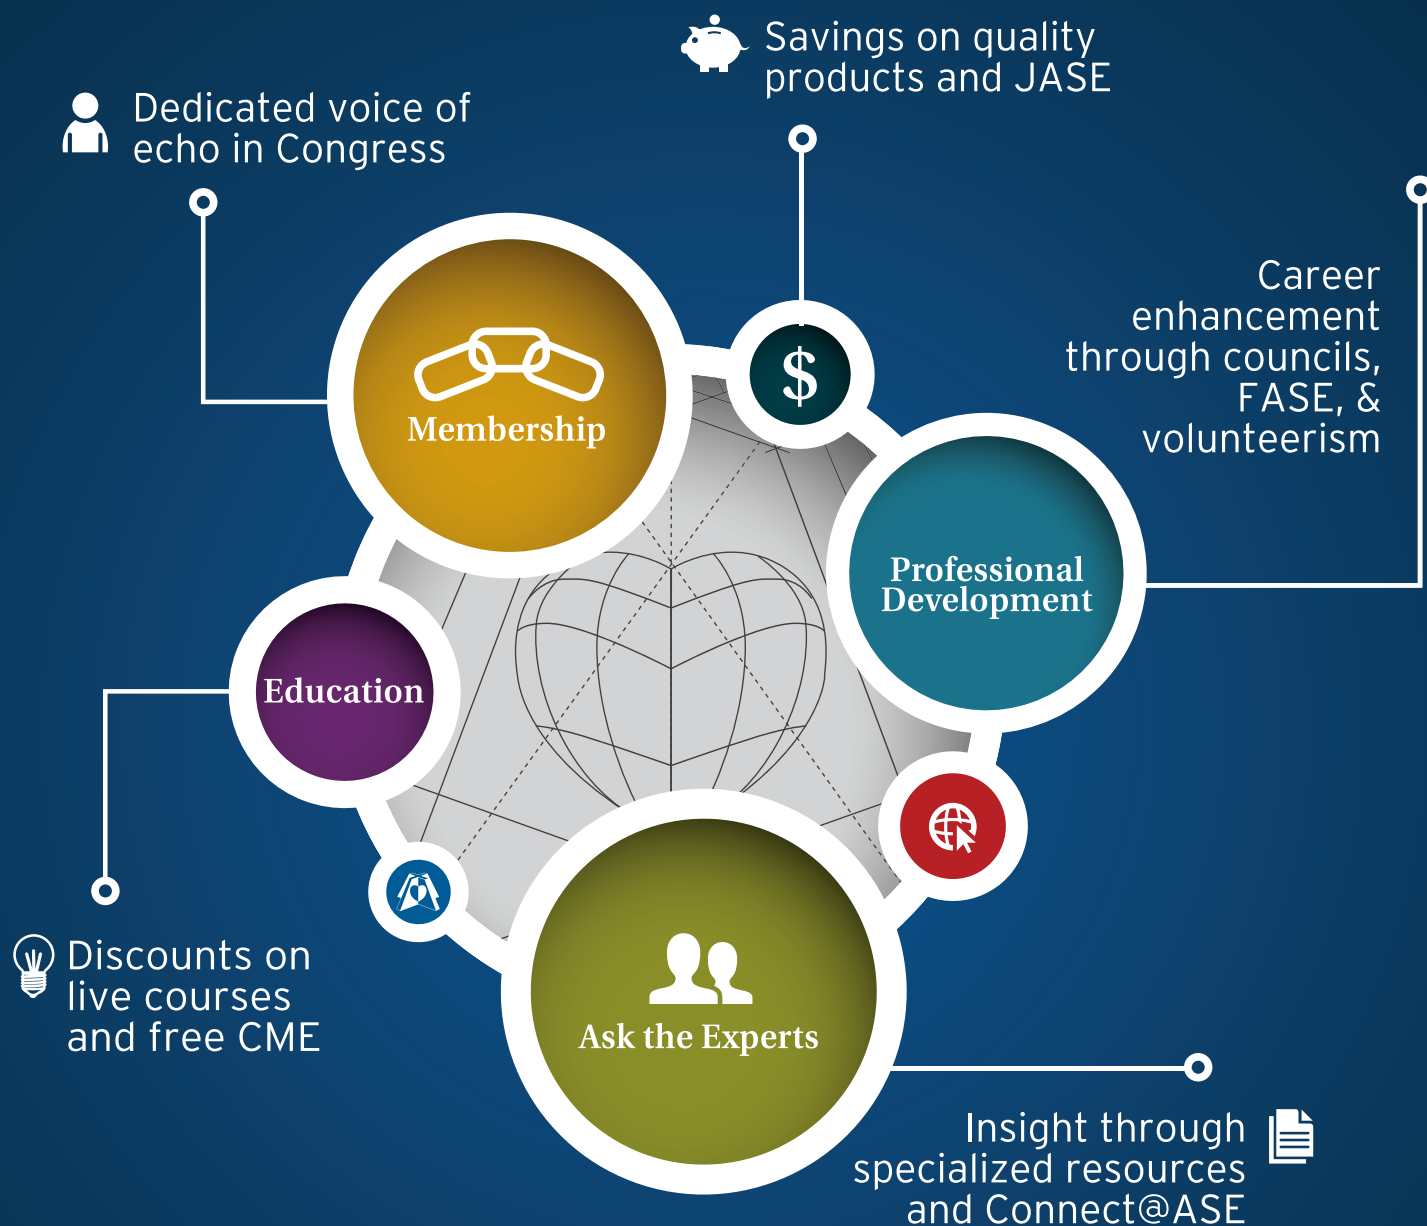 Savings on quality
products and JASE
Dedicated voice of
echo in Congress
Career
enhancement
through councils,
FASE, &
volunteerism
$
Membership
Professional
Development
Education
Ask the Experts
Discounts on
live courses
and free CME
Insight through
specialized resources
and Connect@ASE